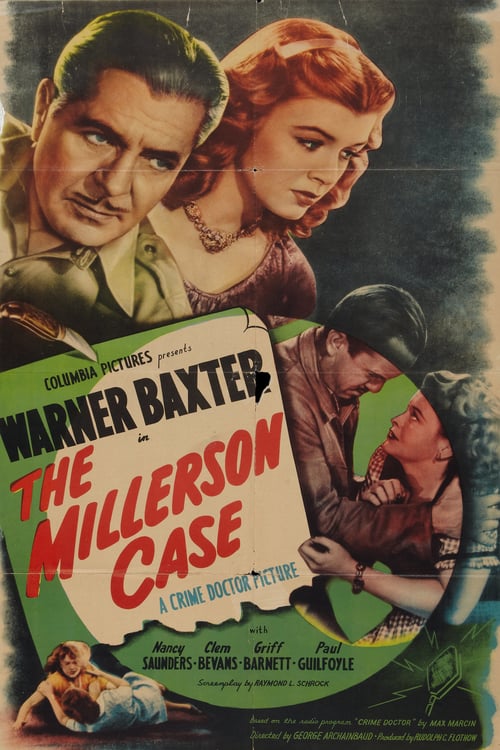 COLUMBIA PICTURES presents
WARNER BAXTER
in
THE
MILLERSON
CASE
A CRIME DOCTOR PICTURE
with
Nancy SAUNDERS · Clem BEVANS · Griff BARNETT · Paul GUILFOYLE
Screenplay by RAYMOND L. SCHROCK
Based on the radio program "CRIME DOCTOR" by MAX MARCIN
Directed by GEORGE ARCHAINBAUD · Produced by RUDOLPH C. FLOTHOW